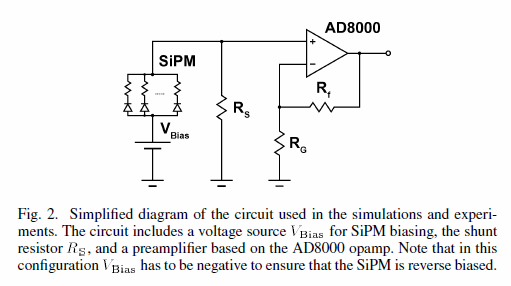 AD8000
+
SiPM
−
R_f
R_S
V_Bias
R_G
Fig. 2. Simplified diagram of the circuit used in the simulations and experi-
ments. The circuit includes a voltage source V_Bias for SiPM biasing, the shunt
resistor R_S, and a preamplifier based on the AD8000 opamp. Note that in this
configuration V_Bias has to be negative to ensure that the SiPM is reverse biased.